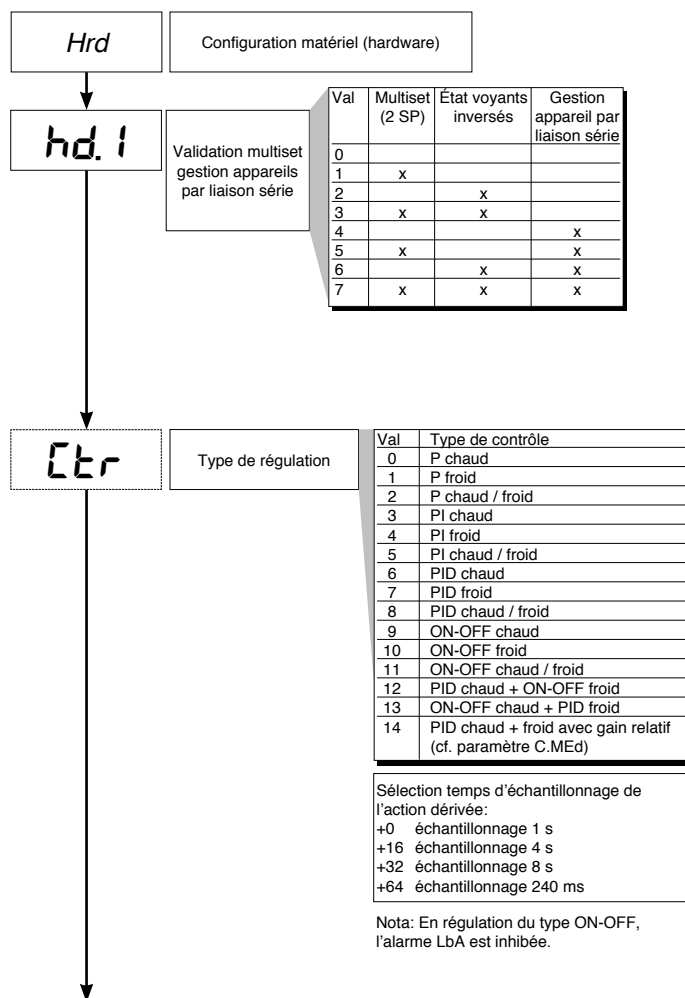 Hrd
Configuration matériel (hardware)
hd. 1
Validation multiset
gestion appareils
par liaison série
Val Multiset État voyants Gestion
(2 SP) inversés appareil par
liaison série
0
1 x
2 x
3 x x
4 x
5 x x
6 x x
7 x x x
Ctr
Type de régulation
Val Type de contrôle
0 P chaud
1 P froid
2 P chaud / froid
3 PI chaud
4 PI froid
5 PI chaud / froid
6 PID chaud
7 PID froid
8 PID chaud / froid
9 ON-OFF chaud
10 ON-OFF froid
11 ON-OFF chaud / froid
12 PID chaud + ON-OFF froid
13 ON-OFF chaud + PID froid
14 PID chaud + froid avec gain relatif
(cf. paramètre C.MEd)
Sélection temps d'échantillonnage de
l'action dérivée:
+0 échantillonnage 1 s
+16 échantillonnage 4 s
+32 échantillonnage 8 s
+64 échantillonnage 240 ms
Nota: En régulation du type ON-OFF,
l'alarme LbA est inhibée.